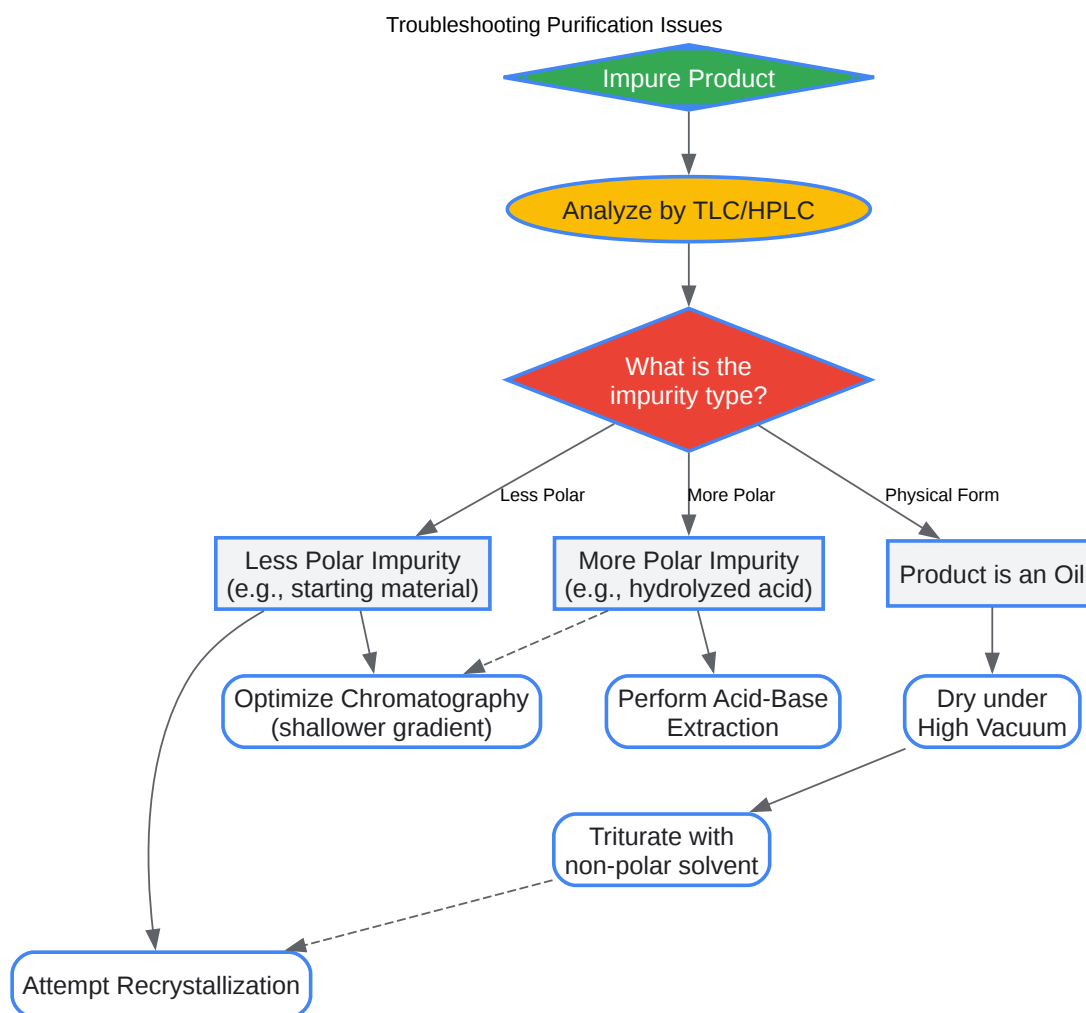 Troubleshooting Purification Issues
Impure Product
Analyze by TLC/HPLC
What is the
impurity type?
Less Polar
More Polar
Physical Form
Less Polar Impurity
(e.g., starting material)
More Polar Impurity
(e.g., hydrolyzed acid)
Product is an Oil
Optimize Chromatography
(shallower gradient)
Perform Acid-Base
Extraction
Dry under
High Vacuum
Triturate with
non-polar solvent
Attempt Recrystallization